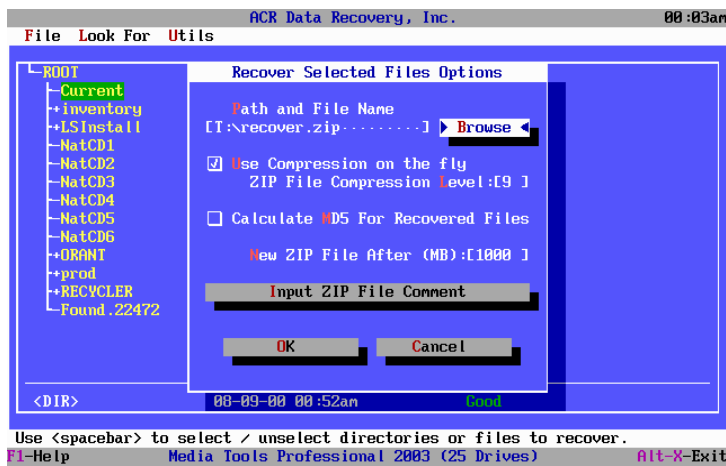 ACR Data Recovery, Inc. 00:03am
File Look For Utils
ROOT
Current
+inventory
+LSInstall
NatCD1
NatCD2
NatCD3
NatCD4
NatCD5
NatCD6
+ORANT
+prod
+RECYCLER
Found.22472
Recover Selected Files Options
Path and File Name
[T:\recover.zip·········] Browse
Use Compression on the fly
ZIP File Compression Level:[9 ]
Calculate MD5 For Recovered Files
New ZIP File After (MB):[1000 ]
Input ZIP File Comment
OK Cancel
<DIR> 08-09-00 00:52am Good
Use <spacebar> to select / unselect directories or files to recover.
F1-Help Media Tools Professional 2003 (25 Drives) Alt-X-Exit